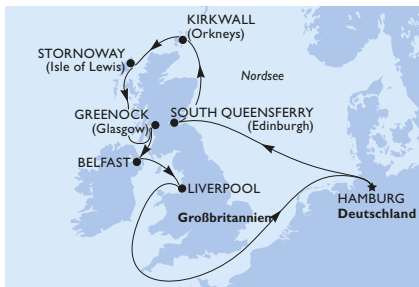 KIRKWALL
(Orkneys)
STORNOWAY
(Isle of Lewis)
Nordsee
GREENOCK
(Glasgow)
SOUTH QUEENSFERRY
(Edinburgh)
BELFAST
LIVERPOOL
HAMBURG
Großbritannien
Deutschland